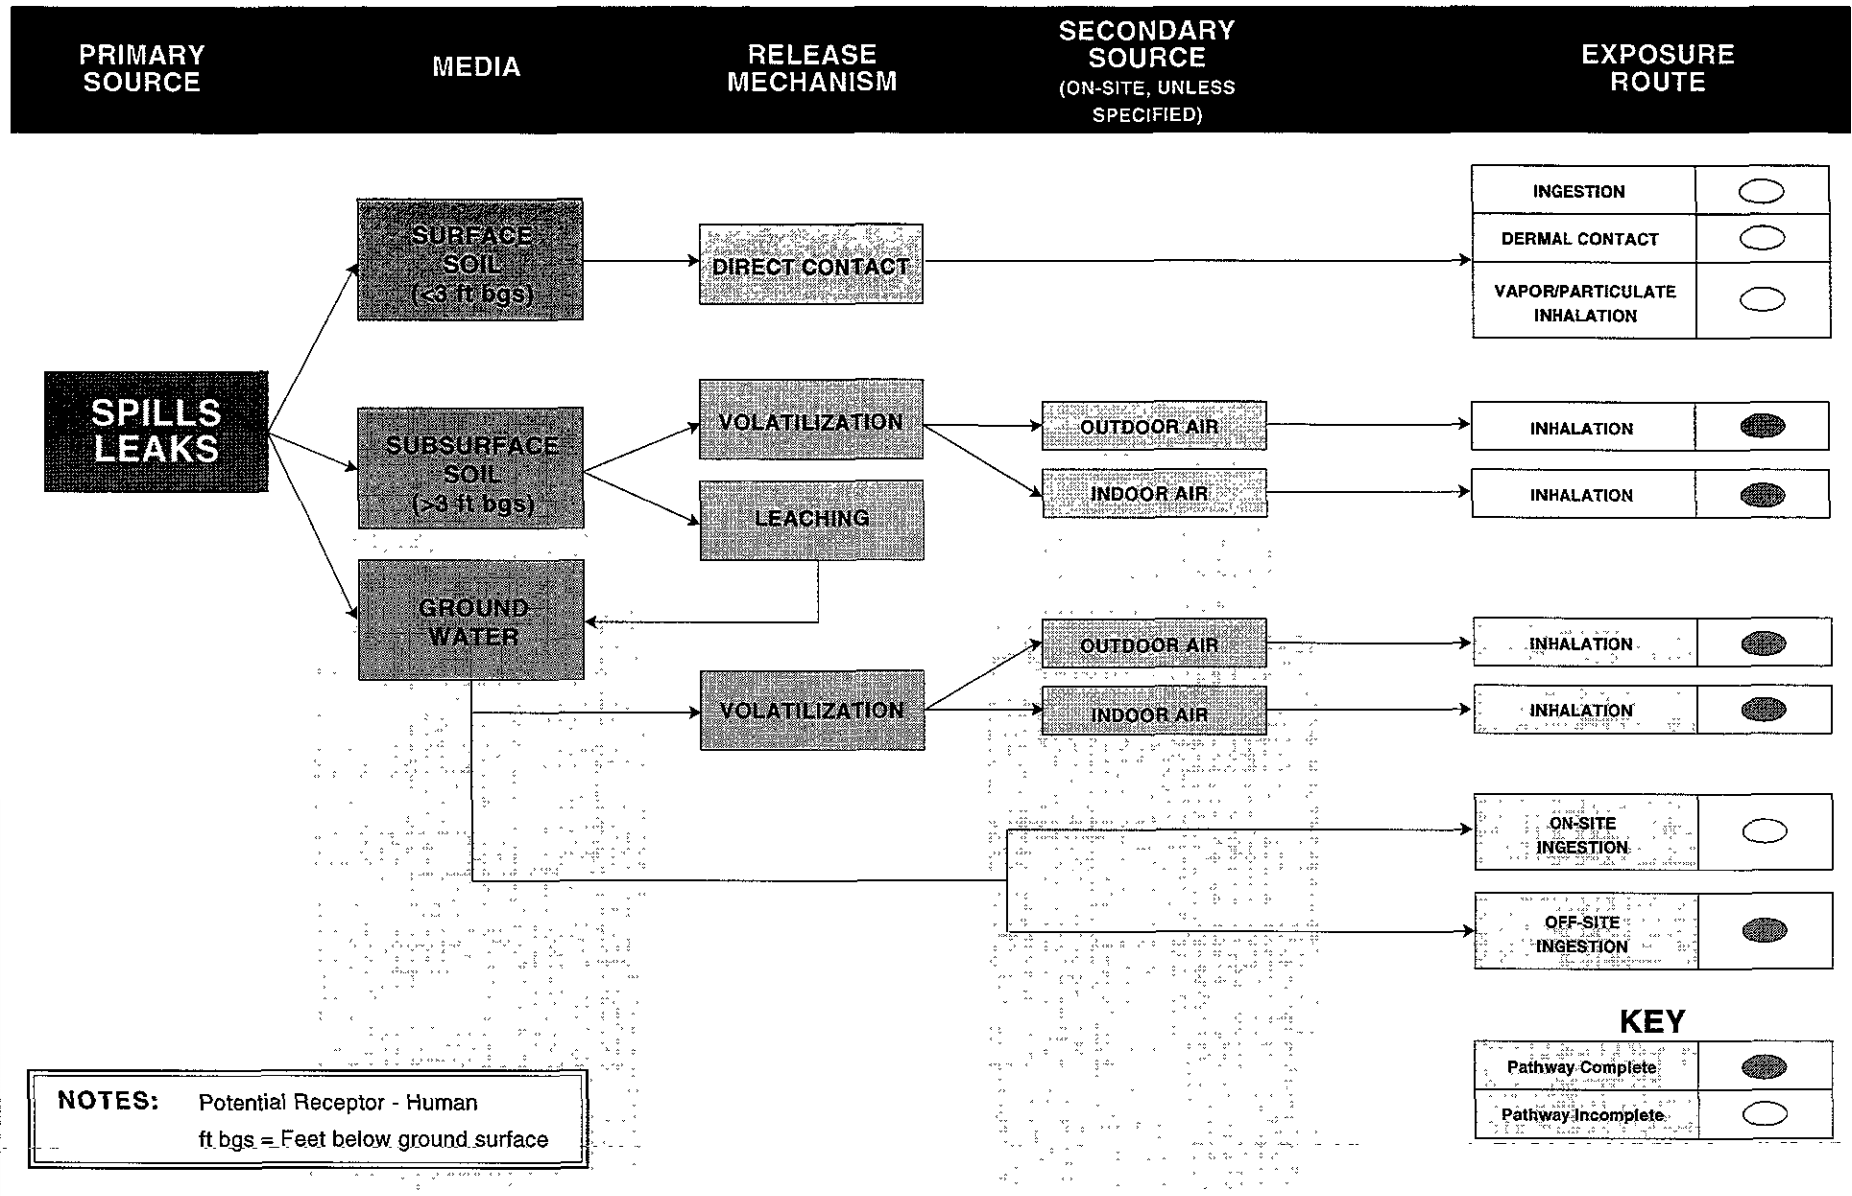 PRIMARY
SOURCE
MEDIA
RELEASE
MECHANISM
SECONDARY
SOURCE
(ON-SITE, UNLESS
SPECIFIED)
EXPOSURE
ROUTE
SPILLS
LEAKS
SURFACE
SOIL
(<3 ft bgs)
DIRECT CONTACT
INGESTION
DERMAL CONTACT
VAPOR/PARTICULATE
INHALATION
SUBSURFACE
SOIL
(>3 ft bgs)
VOLATILIZATION
LEACHING
OUTDOOR AIR
INHALATION
INDOOR AIR
INHALATION
GROUND
WATER
VOLATILIZATION
OUTDOOR AIR
INHALATION
INDOOR AIR
INHALATION
ON-SITE
INGESTION
OFF-SITE
INGESTION
KEY
Pathway Complete
Pathway Incomplete
NOTES: Potential Receptor - Human
ft bgs = Feet below ground surface